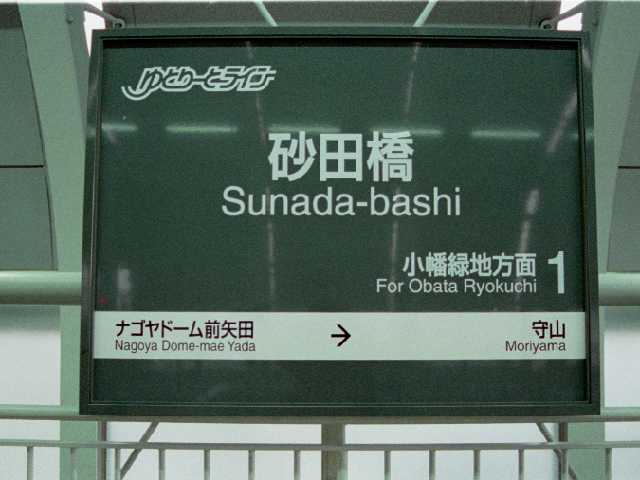 ゆとりーとライン
砂田橋
Sunada-bashi
小幡緑地方面 1
For Obata Ryokuchi
ナゴヤドーム前矢田 → 守山
Nagoya Dome-mae Yada Moriyama